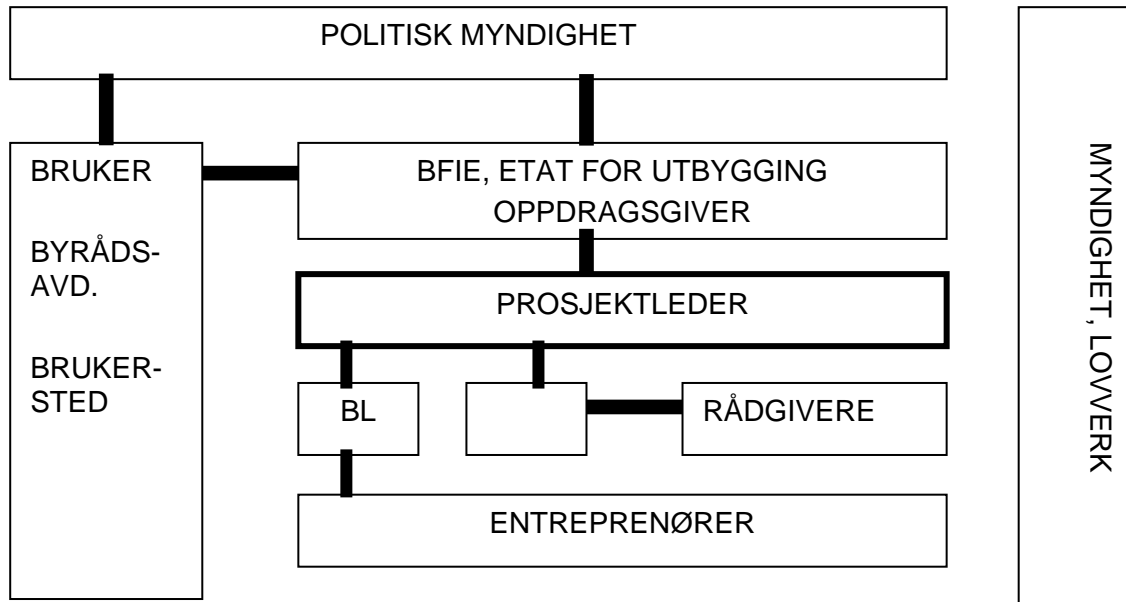 POLITISK MYNDIGHET
BRUKER
BYRÅDS-
AVD.
BRUKER-
STED
BFIE, ETAT FOR UTBYGGING
OPPDRAGSGIVER
PROSJEKTLEDER
BL
RÅDGIVERE
ENTREPRENØRER
MYNDIGHET, LOVVERK